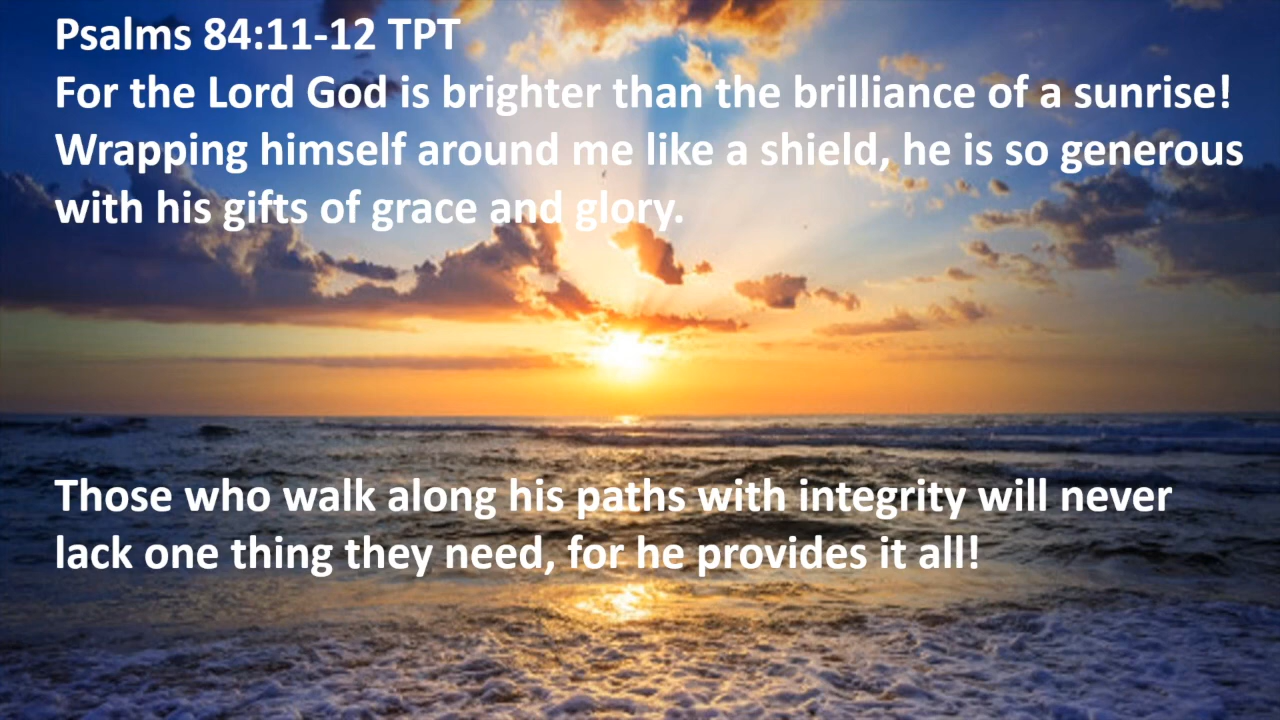 Psalms 84:11-12 TPT
For the Lord God is brighter than the brilliance of a sunrise!
Wrapping himself around me like a shield, he is so generous
with his gifts of grace and glory.
Those who walk along his paths with integrity will never
lack one thing they need, for he provides it all!